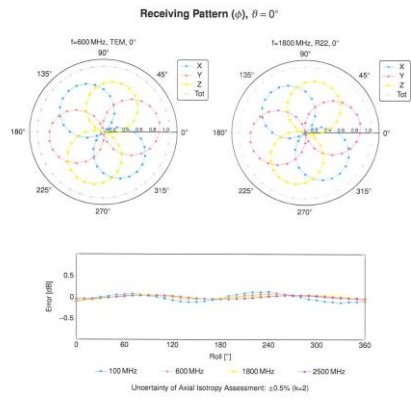 Receiving Pattern (φ), θ = 0°
f=600 MHz, TEM, 0°
90°
135°
45°
180°
0°
225°
315°
270°
0.2 0.4 0.6 0.8 1.0
X
Y
Z
Tot
f=1800 MHz, R22, 0°
90°
135°
45°
180°
0°
225°
315°
270°
0.2 0.4 0.6 0.8 1.0
X
Y
Z
Tot
Error [dB]
0.5
0
−0.5
0 60 120 180 240 300 360
Roll [°]
100 MHz 600 MHz 1800 MHz 2500 MHz
Uncertainty of Axial Isotropy Assessment: ±0.5% (k=2)